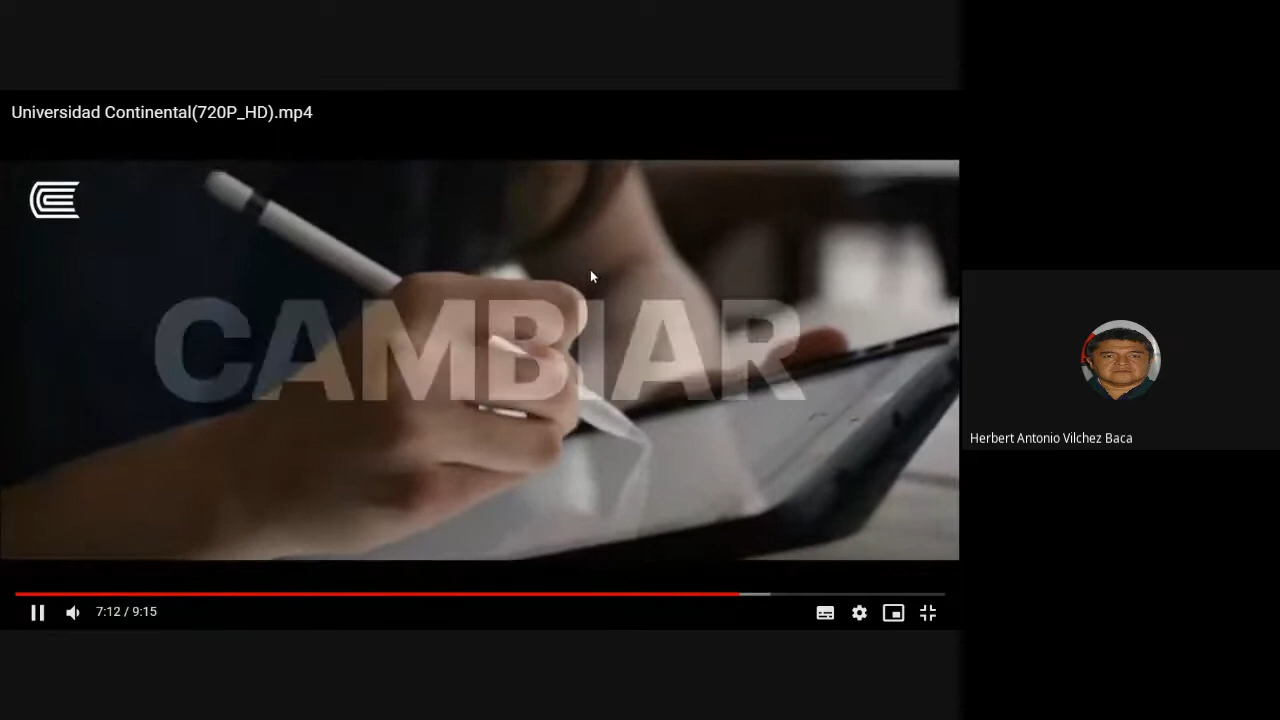 Universidad Continental(720P_HD).mp4
CAMBIAR
Herbert Antonio Vilchez Baca
7:12 / 9:15